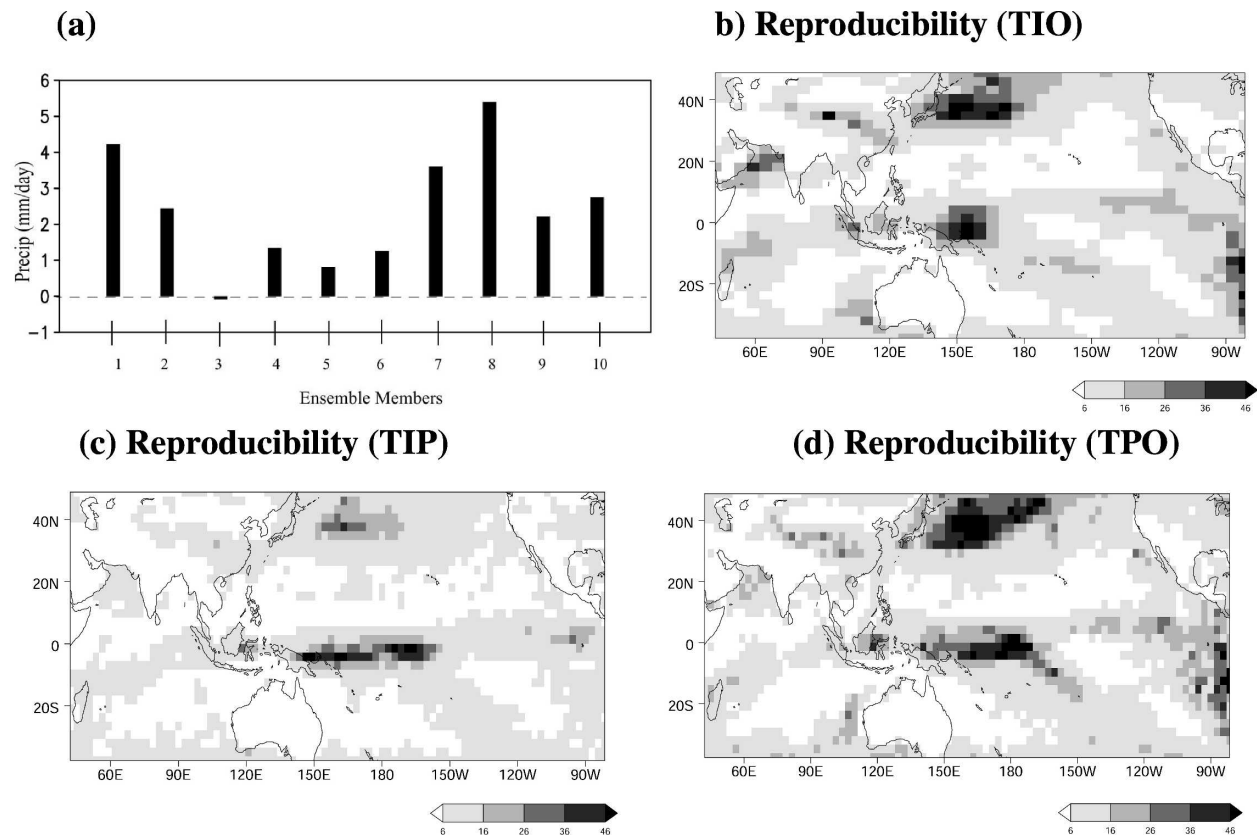 (a)
Precip (mm/day)
6
5
4
3
2
1
0
−1
1 2 3 4 5 6 7 8 9 10
Ensemble Members
b) Reproducibility (TIO)
40N
20N
0
20S
60E 90E 120E 150E 180 150W 120W 90W
6 16 26 36 46
(c) Reproducibility (TIP)
40N
20N
0
20S
60E 90E 120E 150E 180 150W 120W 90W
6 16 26 36 46
(d) Reproducibility (TPO)
40N
20N
0
20S
60E 90E 120E 150E 180 150W 120W 90W
6 16 26 36 46